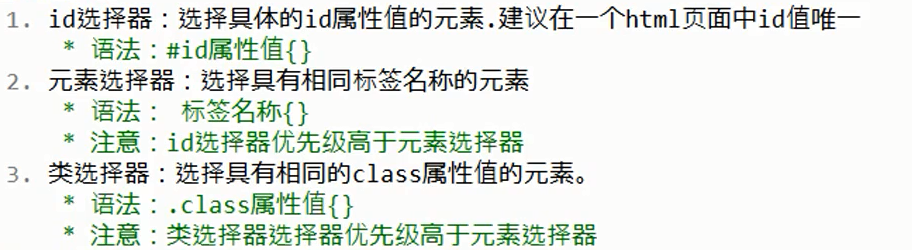 1. id选择器：选择具体的id属性值的元素.建议在一个html页面中id值唯一
* 语法：#id属性值{}
2. 元素选择器：选择具有相同标签名称的元素
* 语法： 标签名称{}
* 注意：id选择器优先级高于元素选择器
3. 类选择器：选择具有相同的class属性值的元素。
* 语法：.class属性值{}
* 注意：类选择器选择器优先级高于元素选择器